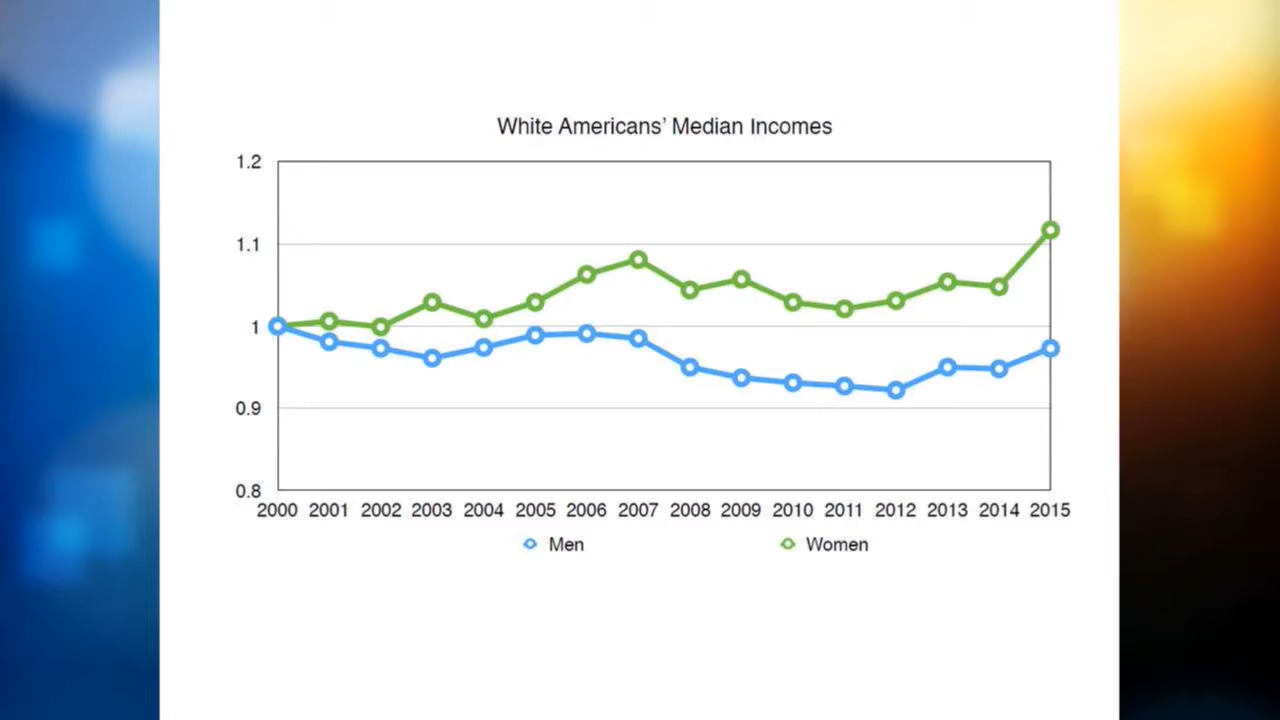 White Americans’ Median Incomes
1.2
1.1
1
0.9
0.8
2000 2001 2002 2003 2004 2005 2006 2007 2008 2009 2010 2011 2012 2013 2014 2015
Men Women